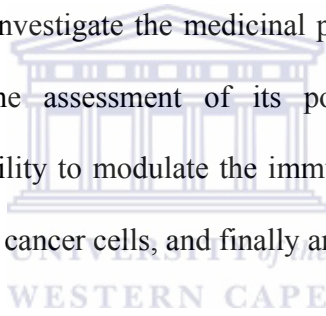 nvestigate the medicinal p
ne assessment of its po
ility to modulate the immu
cancer cells, and finally an
UNIVERSITY of the
WESTERN CAPE